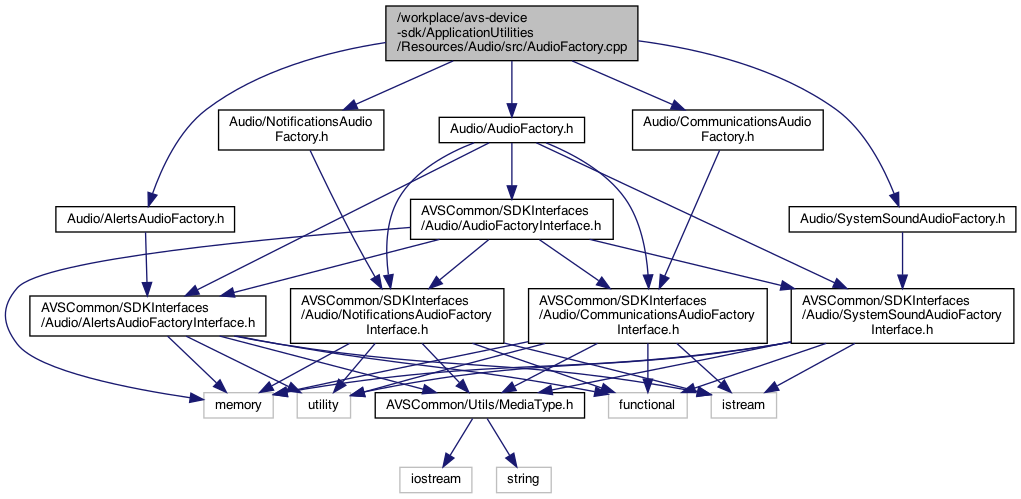 /workplace/avs-device
-sdk/ApplicationUtilities
/Resources/Audio/src/AudioFactory.cpp
Audio/NotificationsAudio
Factory.h
Audio/AudioFactory.h
Audio/CommunicationsAudio
Factory.h
Audio/AlertsAudioFactory.h
AVSCommon/SDKInterfaces
/Audio/AudioFactoryInterface.h
Audio/SystemSoundAudioFactory.h
AVSCommon/SDKInterfaces
/Audio/AlertsAudioFactoryInterface.h
AVSCommon/SDKInterfaces
/Audio/NotificationsAudioFactory
Interface.h
AVSCommon/SDKInterfaces
/Audio/CommunicationsAudioFactory
Interface.h
AVSCommon/SDKInterfaces
/Audio/SystemSoundAudioFactory
Interface.h
memory
utility
AVSCommon/Utils/MediaType.h
functional
istream
iostream
string